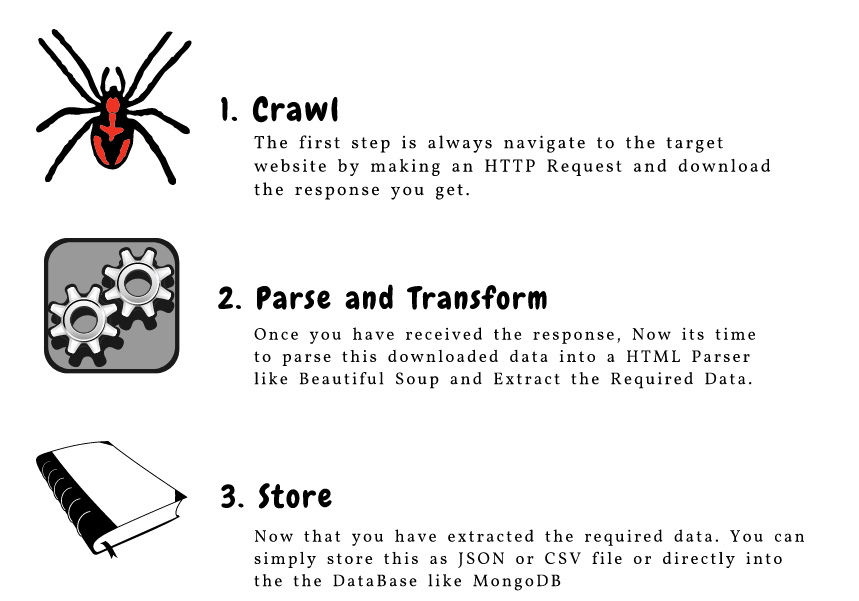 1. Crawl
The first step is always navigate to the target
website by making an HTTP Request and download
the response you get.
2. Parse and Transform
Once you have received the response, Now its time
to parse this downloaded data into a HTML Parser
like Beautiful Soup and Extract the Required Data.
3. Store
Now that you have extracted the required data. You can
simply store this as JSON or CSV file or directly into
the the DataBase like MongoDB